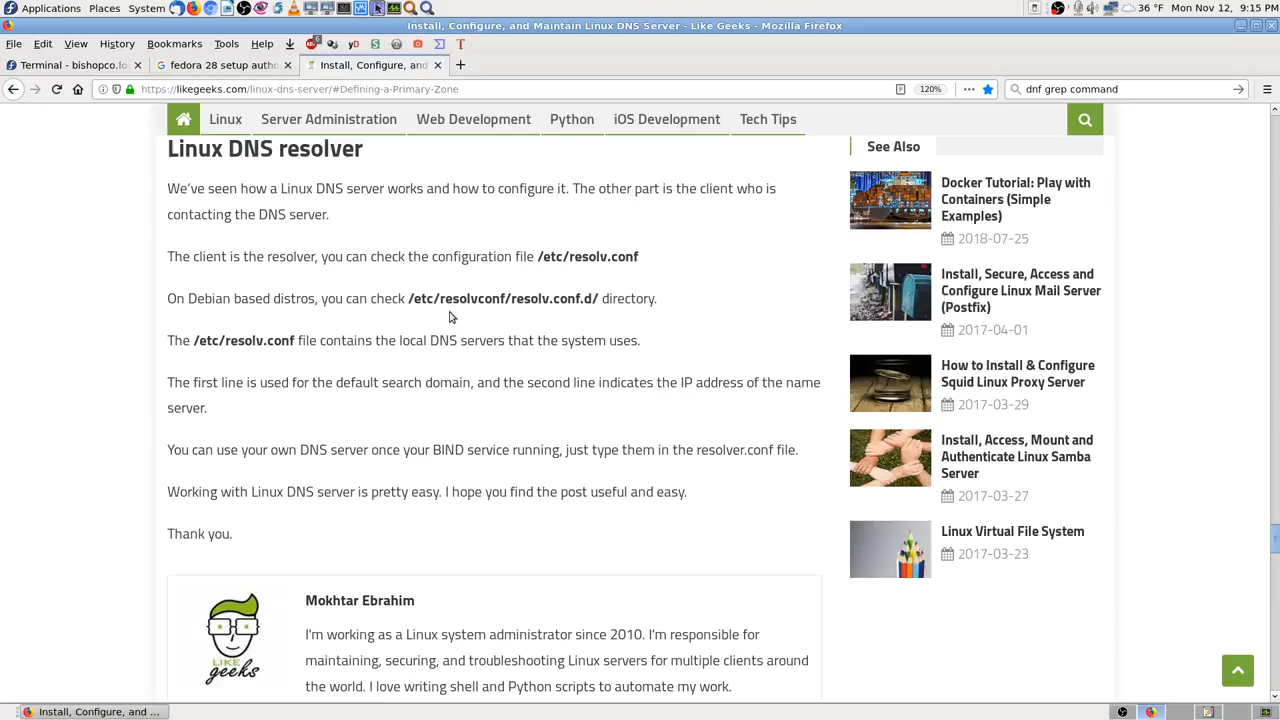 Applications Places System 36 °F Mon Nov 12, 9:15 PM
Install, Configure, and Maintain Linux DNS Server - Like Geeks - Mozilla Firefox
File Edit View History Bookmarks Tools Help
Terminal - bishopco.lo
fedora 28 setup autho
Install, Configure, and
https://likegeeks.com/linux-dns-server/#Defining-a-Primary-Zone 120% dnf grep command
Linux Server Administration Web Development Python iOS Development Tech Tips
Linux DNS resolver
We've seen how a Linux DNS server works and how to configure it. The other part is the client who is
contacting the DNS server.
The client is the resolver, you can check the configuration file /etc/resolv.conf
On Debian based distros, you can check /etc/resolvconf/resolv.conf.d/ directory.
The /etc/resolv.conf file contains the local DNS servers that the system uses.
The first line is used for the default search domain, and the second line indicates the IP address of the name
server.
You can use your own DNS server once your BIND service running, just type them in the resolver.conf file.
Working with Linux DNS server is pretty easy. I hope you find the post useful and easy.
Thank you.
LIKE
geeks
Mokhtar Ebrahim
I'm working as a Linux system administrator since 2010. I'm responsible for
maintaining, securing, and troubleshooting Linux servers for multiple clients around
the world. I love writing shell and Python scripts to automate my work.
See Also
Docker Tutorial: Play with
Containers (Simple
Examples)
2018-07-25
Install, Secure, Access and
Configure Linux Mail Server
(Postfix)
2017-04-01
How to Install & Configure
Squid Linux Proxy Server
2017-03-29
Install, Access, Mount and
Authenticate Linux Samba
Server
2017-03-27
Linux Virtual File System
2017-03-23
Install, Configure, and ...